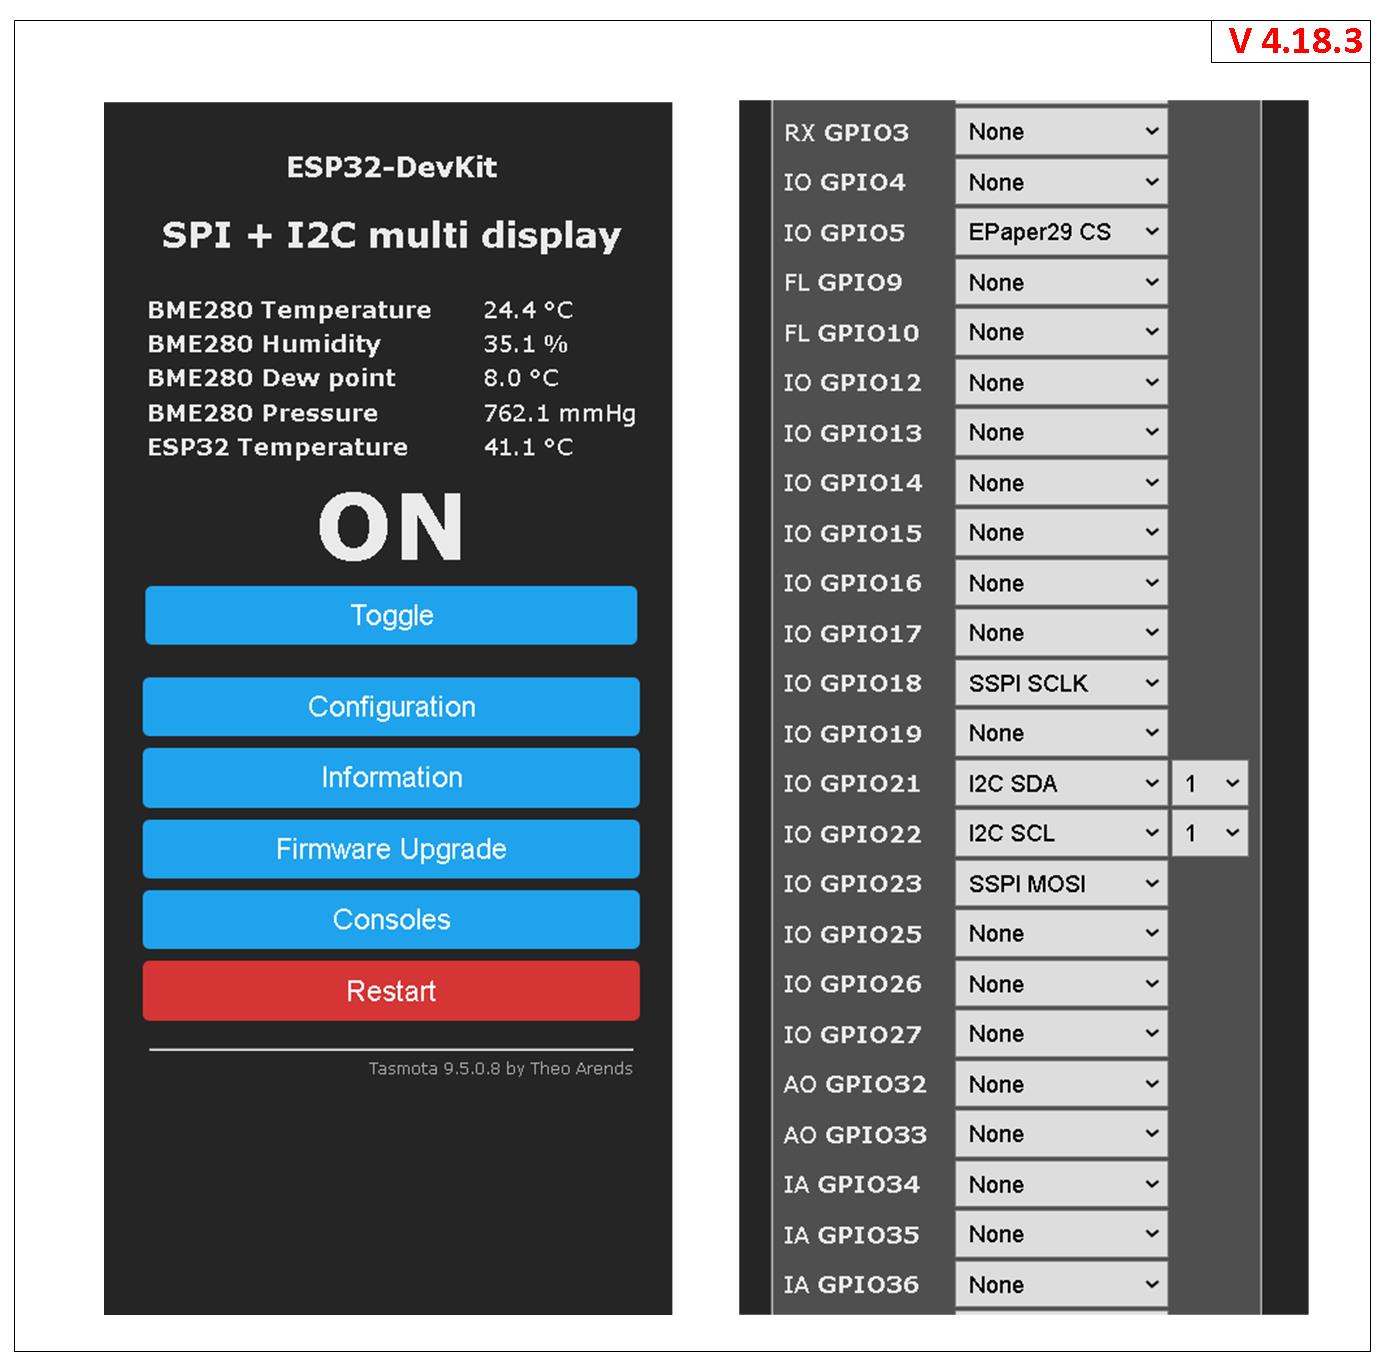 V 4.18.3
ESP32-DevKit
SPI + I2C multi display
BME280 Temperature 24.4 °C
BME280 Humidity 35.1 %
BME280 Dew point 8.0 °C
BME280 Pressure 762.1 mmHg
ESP32 Temperature 41.1 °C
ON
Toggle
Configuration
Information
Firmware Upgrade
Consoles
Restart
Tasmota 9.5.0.8 by Theo Arends
RX GPIO3 None
IO GPIO4 None
IO GPIO5 EPaper29 CS
FL GPIO9 None
FL GPIO10 None
IO GPIO12 None
IO GPIO13 None
IO GPIO14 None
IO GPIO15 None
IO GPIO16 None
IO GPIO17 None
IO GPIO18 SSPI SCLK
IO GPIO19 None
IO GPIO21 I2C SDA 1
IO GPIO22 I2C SCL 1
IO GPIO23 SSPI MOSI
IO GPIO25 None
IO GPIO26 None
IO GPIO27 None
AO GPIO32 None
AO GPIO33 None
IA GPIO34 None
IA GPIO35 None
IA GPIO36 None